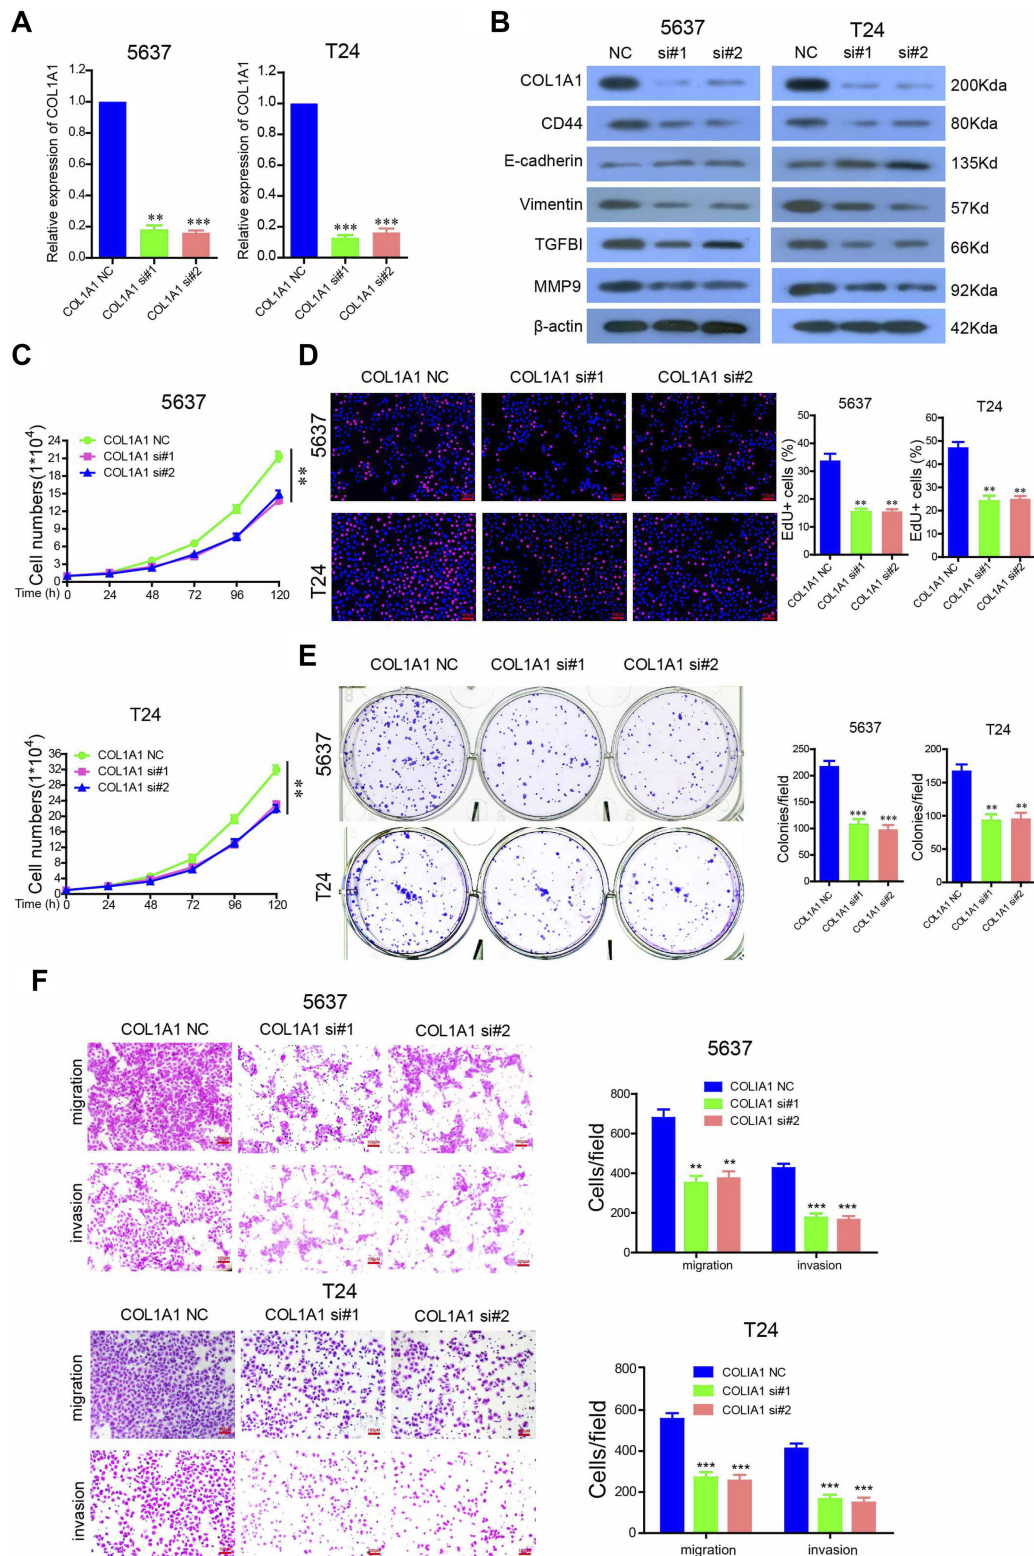 A
5637
T24
Relative expression of COL1A1
1.2
1.0
0.8
0.6
0.4
0.2
0.0
**
***
COL1A1 NC
COL1A1 si#1
COL1A1 si#2
Relative expression of COL1A1
1.2
1.0
0.8
0.6
0.4
0.2
0.0
***
***
COL1A1 NC
COL1A1 si#1
COL1A1 si#2
B
5637
T24
NC si#1 si#2
NC si#1 si#2
COL1A1
200Kda
CD44
80Kda
E-cadherin
135Kd
Vimentin
57Kd
TGFBI
66Kd
MMP9
92Kda
β-actin
42Kda
C
5637
Cell numbers(1*10⁴)
24
21
18
15
12
9
6
3
0
COL1A1 NC
COL1A1 si#1
COL1A1 si#2
**
Time (h)
0 24 48 72 96 120
T24
Cell numbers(1*10⁴)
36
32
28
24
20
16
12
8
4
0
COL1A1 NC
COL1A1 si#1
COL1A1 si#2
**
Time (h)
0 24 48 72 96 120
D
COL1A1 NC
COL1A1 si#1
COL1A1 si#2
5637
T24
5637
EdU+ cells (%)
50
40
30
20
10
0
**
**
COL1A1 NC
COL1A1 si#1
COL1A1 si#2
T24
EdU+ cells (%)
60
50
40
30
20
10
0
**
**
COL1A1 NC
COL1A1 si#1
COL1A1 si#2
E
COL1A1 NC
COL1A1 si#1
COL1A1 si#2
5637
T24
5637
Colonies/field
250
200
150
100
50
0
***
***
COL1A1 NC
COL1A1 si#1
COL1A1 si#2
T24
Colonies/field
200
150
100
50
0
**
**
COL1A1 NC
COL1A1 si#1
COL1A1 si#2
F
5637
COL1A1 NC
COL1A1 si#1
COL1A1 si#2
migration
invasion
T24
COL1A1 NC
COL1A1 si#1
COL1A1 si#2
migration
invasion
5637
COLIA1 NC
COLIA1 si#1
COLIA1 si#2
Cells/field
800
600
400
200
0
**
**
***
***
migration
invasion
T24
COLIA1 NC
COLIA1 si#1
COLIA1 si#2
Cells/field
800
600
400
200
0
***
***
***
***
migration
invasion